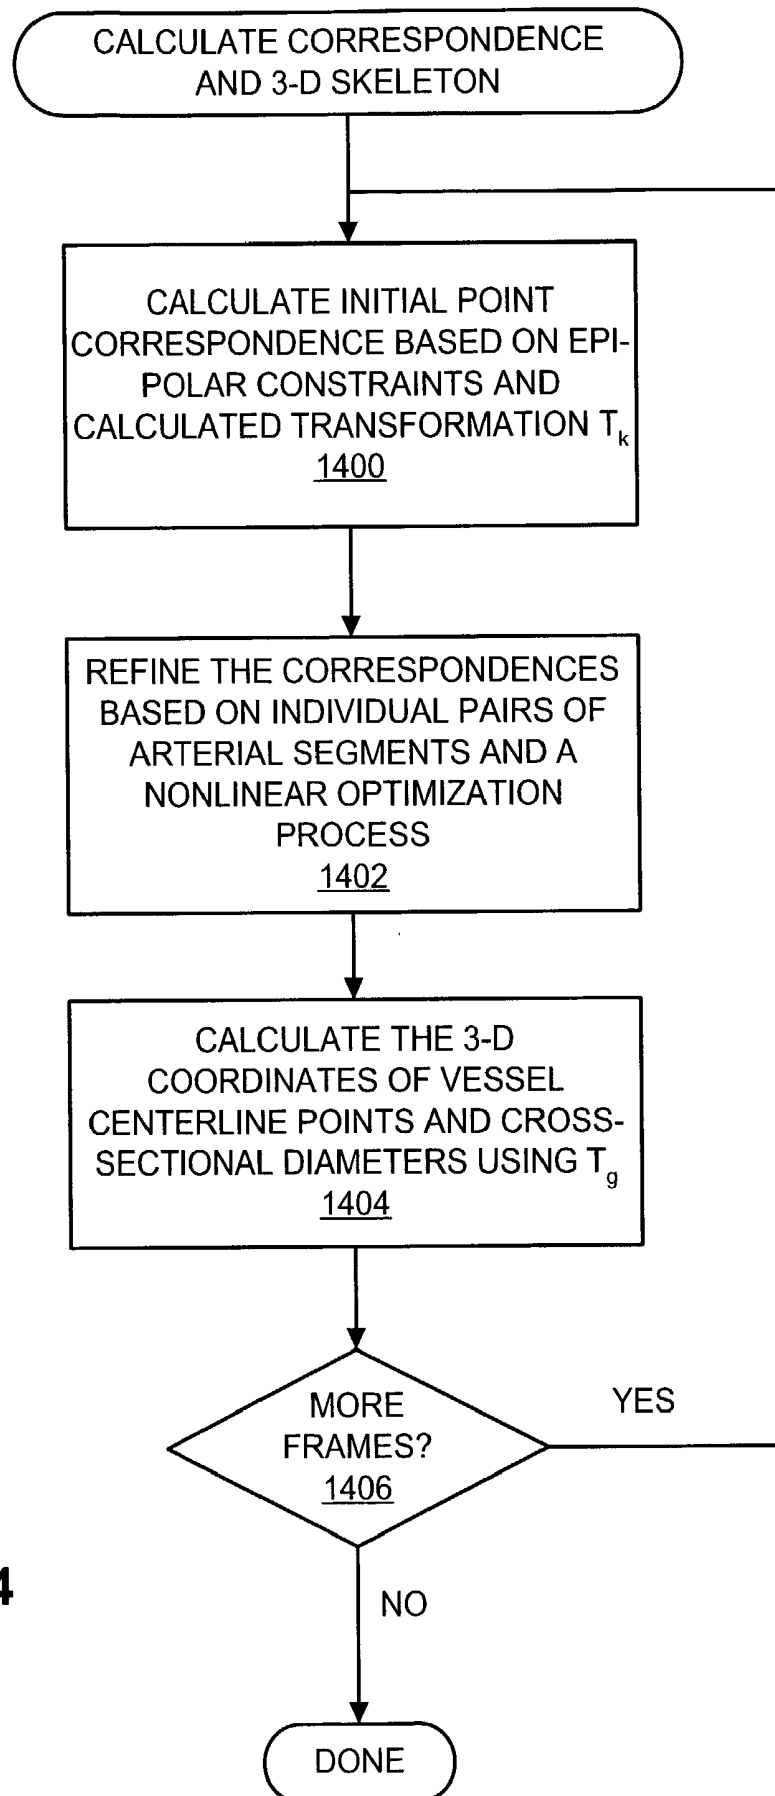 CALCULATE CORRESPONDENCE
AND 3-D SKELETON
CALCULATE INITIAL POINT
CORRESPONDENCE BASED ON EPI-
POLAR CONSTRAINTS AND
CALCULATED TRANSFORMATION Tk
1400
REFINE THE CORRESPONDENCES
BASED ON INDIVIDUAL PAIRS OF
ARTERIAL SEGMENTS AND A
NONLINEAR OPTIMIZATION
PROCESS
1402
CALCULATE THE 3-D
COORDINATES OF VESSEL
CENTERLINE POINTS AND CROSS-
SECTIONAL DIAMETERS USING Tg
1404
MORE
FRAMES?
1406
YES
4
NO
DONE